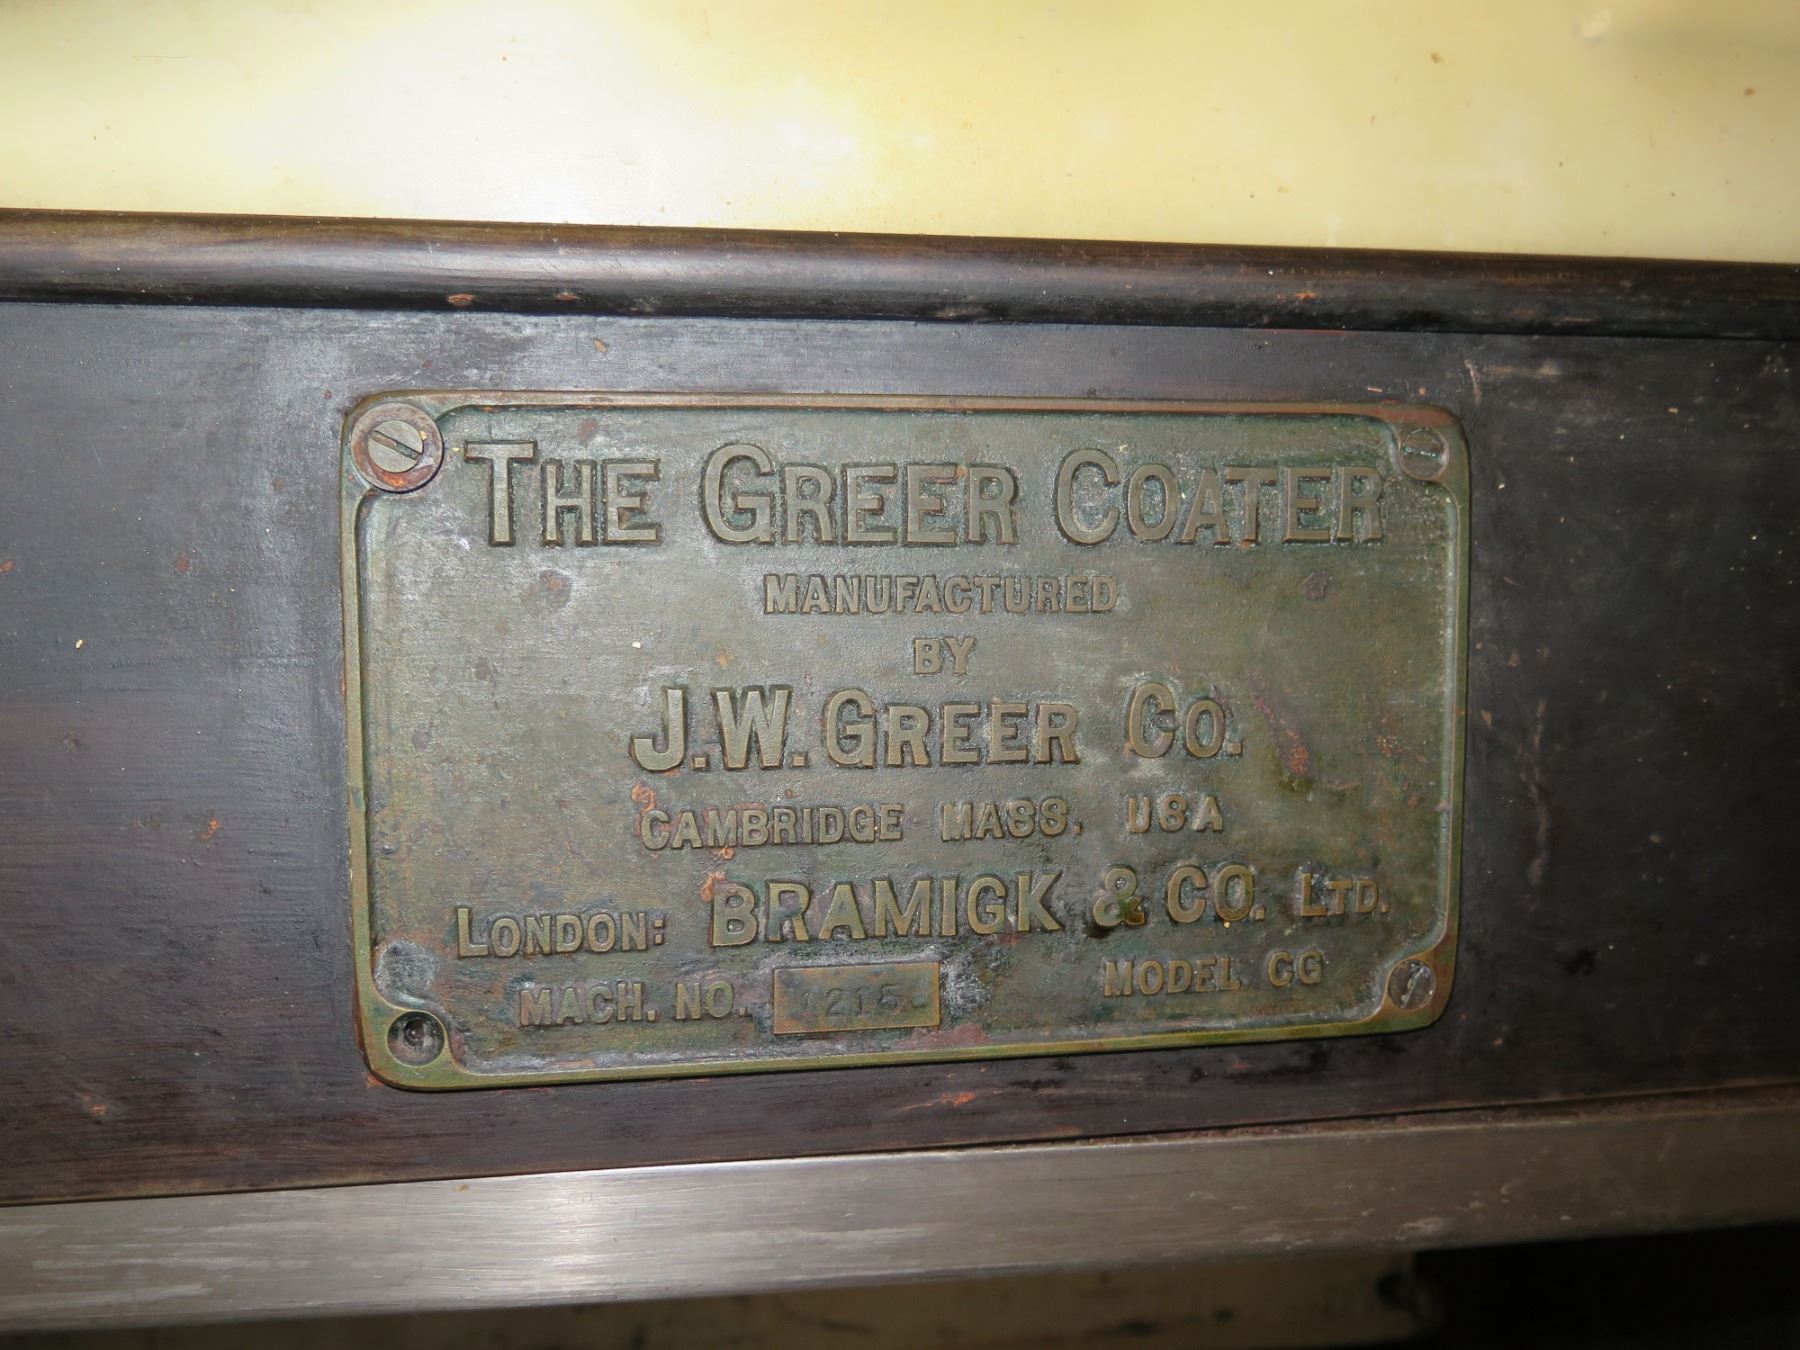 THE GREER COATER
MANUFACTURED
BY
J.W. GREER CO.
CAMBRIDGE MASS. USA
LONDON: BRAMIGK & CO. LTD.
MACH. NO. MODEL CG